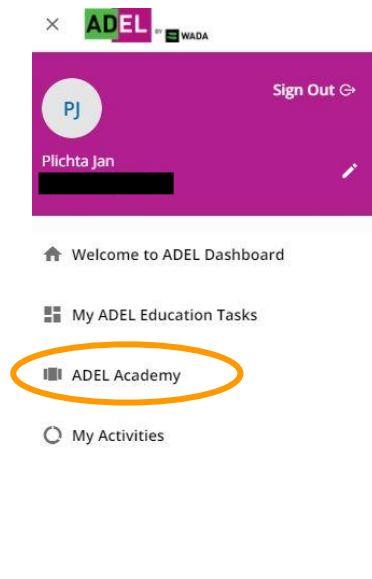 ADEL BY WADA
Sign Out
PJ
Plichta Jan
Welcome to ADEL Dashboard
My ADEL Education Tasks
ADEL Academy
My Activities